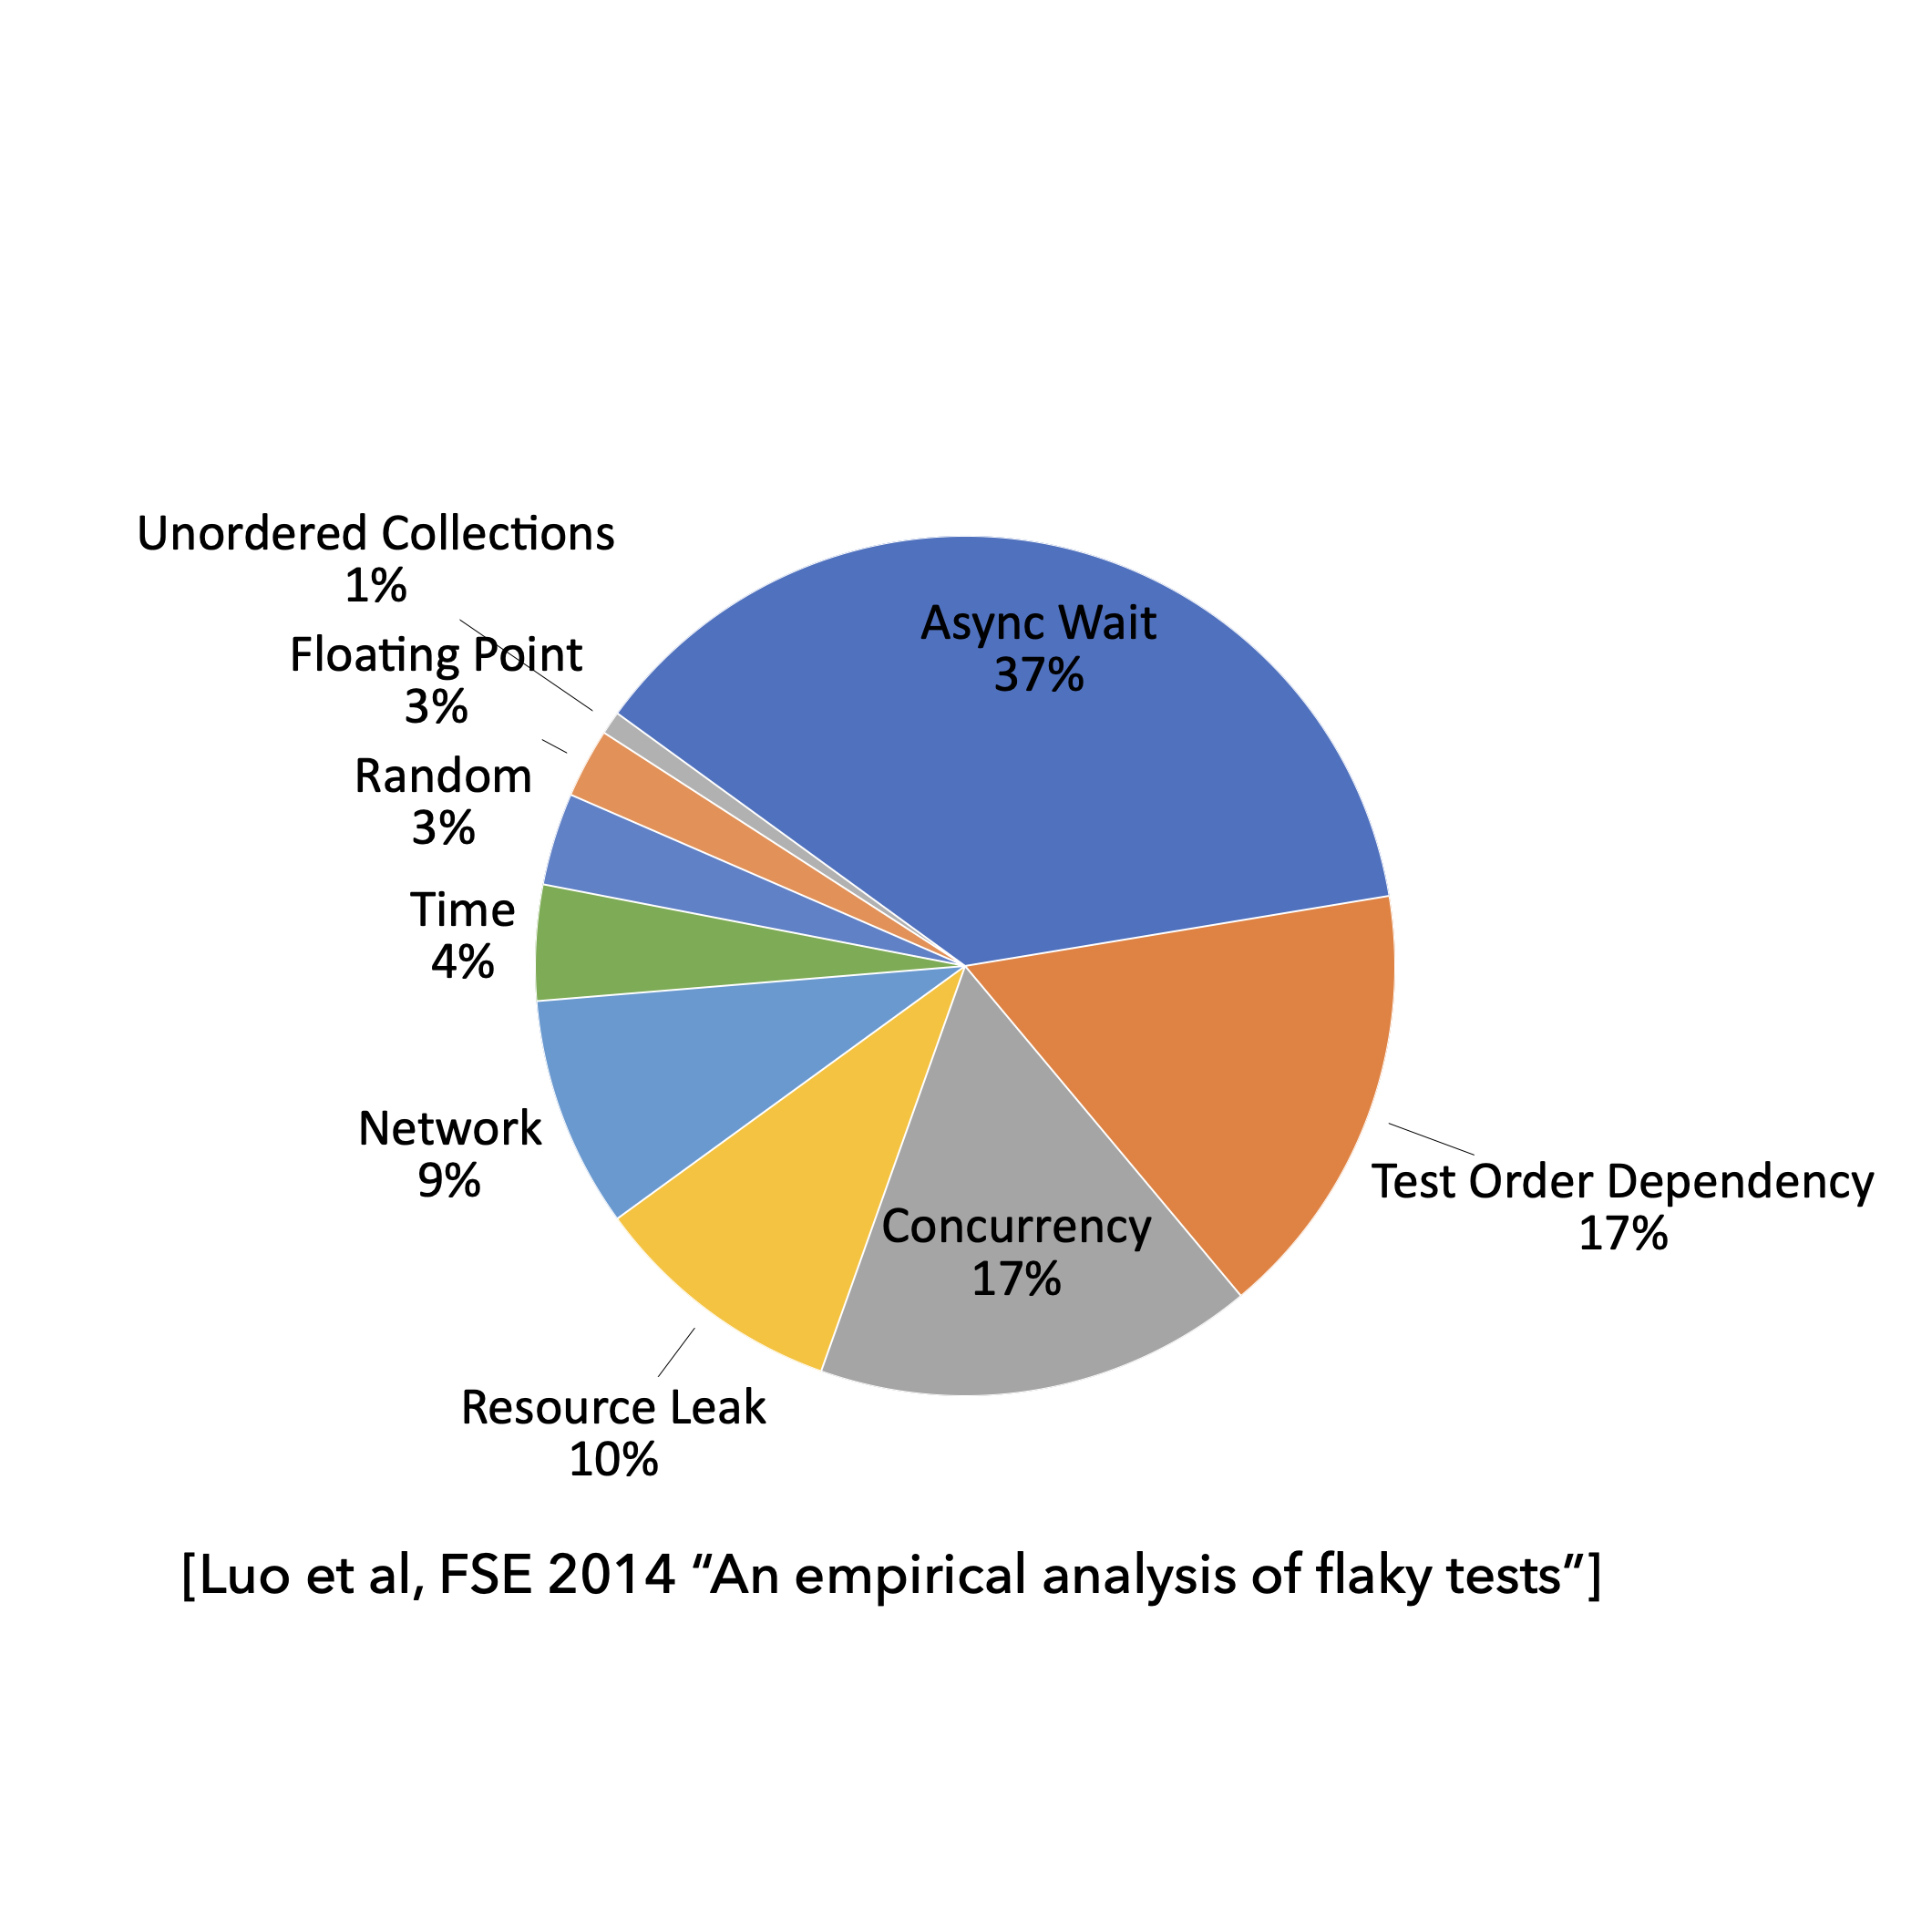 Unordered Collections
1%
Async Wait
37%
Floating Point
3%
Random
3%
Time
4%
Network
9%
Test Order Dependency
17%
Concurrency
17%
Resource Leak
10%
[Luo et al, FSE 2014 “An empirical analysis of flaky tests”]